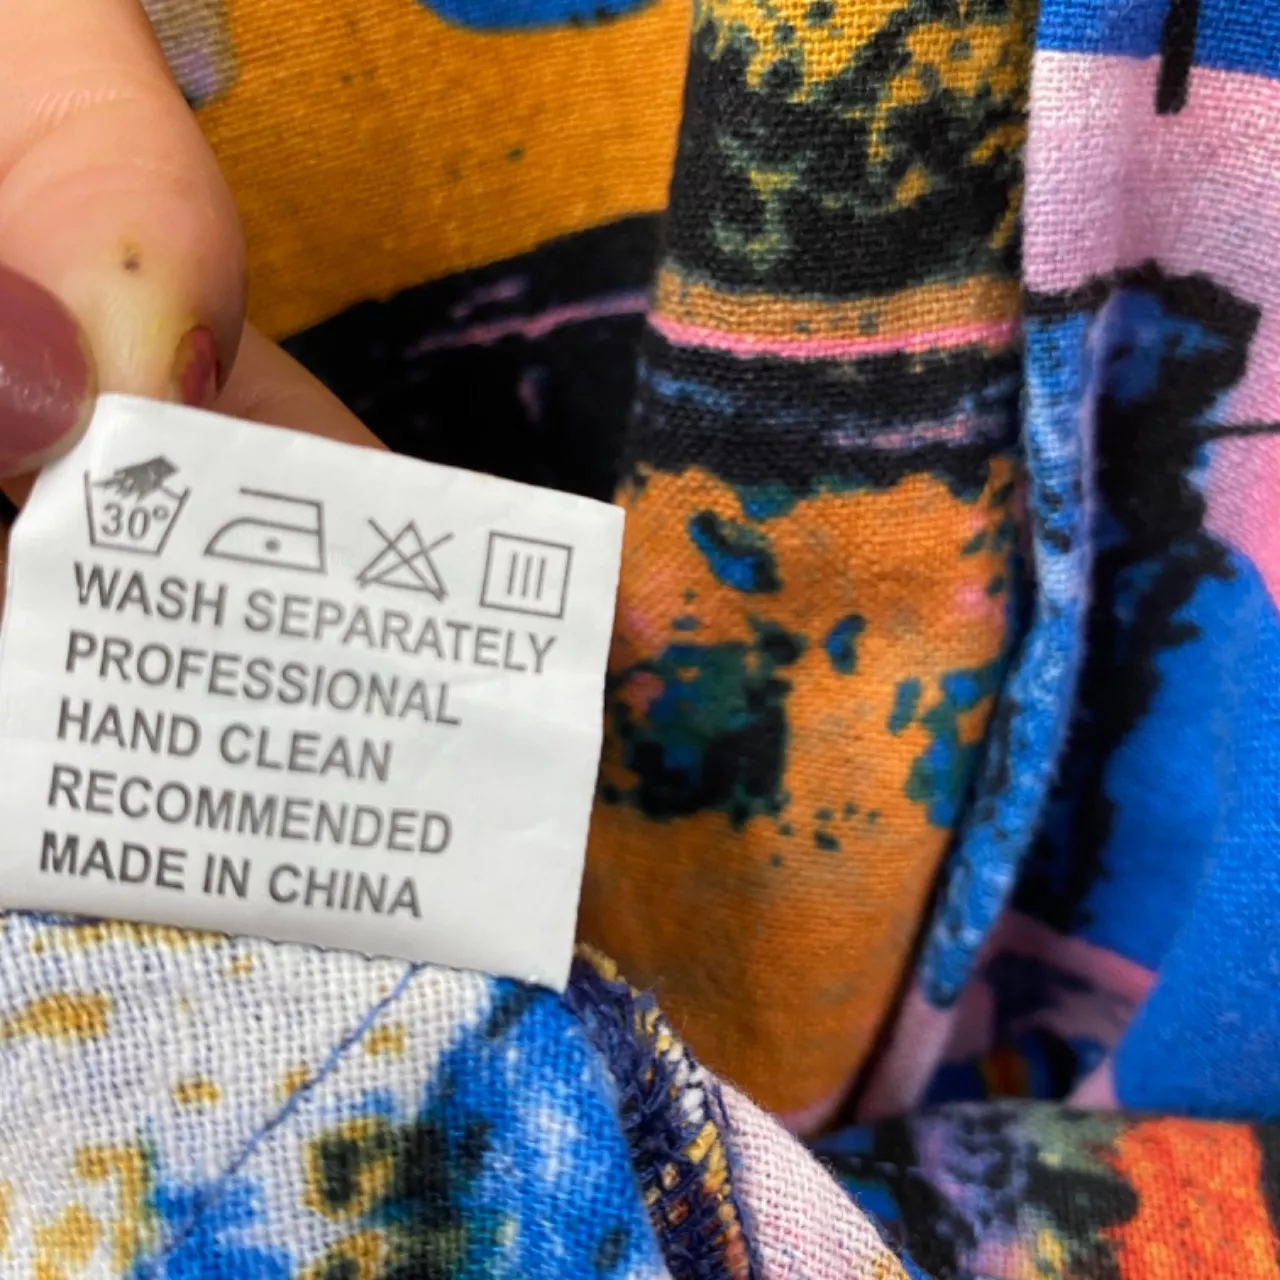 30°
WASH SEPARATELY
PROFESSIONAL
HAND CLEAN
RECOMMENDED
MADE IN CHINA